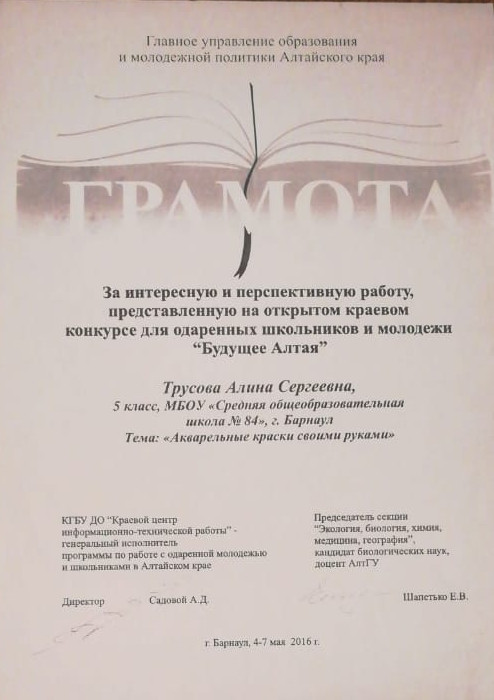 Главное управление образования
и молодежной политики Алтайского края
ГРАМОТА
За интересную и перспективную работу,
представленную на открытом краевом
конкурсе для одаренных школьников и молодежи
“Будущее Алтая”
Трусова Алина Сергеевна,
5 класс, МБОУ «Средняя общеобразовательная
школа № 84», г. Барнаул
Тема: «Акварельные краски своими руками»
КГБУ ДО “Краевой центр
информационно-технической работы” -
генеральный исполнитель
программы по работе с одаренной молодежью
и школьниками в Алтайском крае
Директор Садовой А.Д.
Председатель секции
“Экология, биология, химия,
медицина, география”,
кандидат биологических наук,
доцент АлтГУ
Шапетько Е.В.
г. Барнаул, 4-7 мая 2016 г.